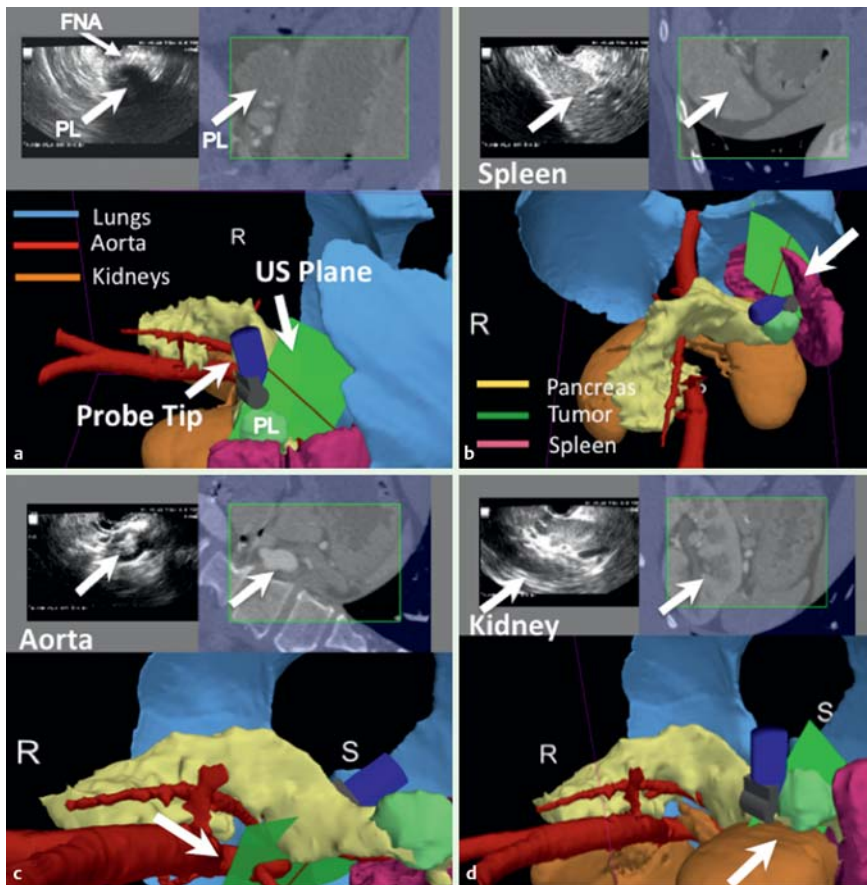 FNA
PL
PL
Lungs
Aorta
Kidneys
R
US Plane
Probe Tip
PL
a
Spleen
R
Pancreas
Tumor
Spleen
b
Aorta
R
S
c
Kidney
R
S
d